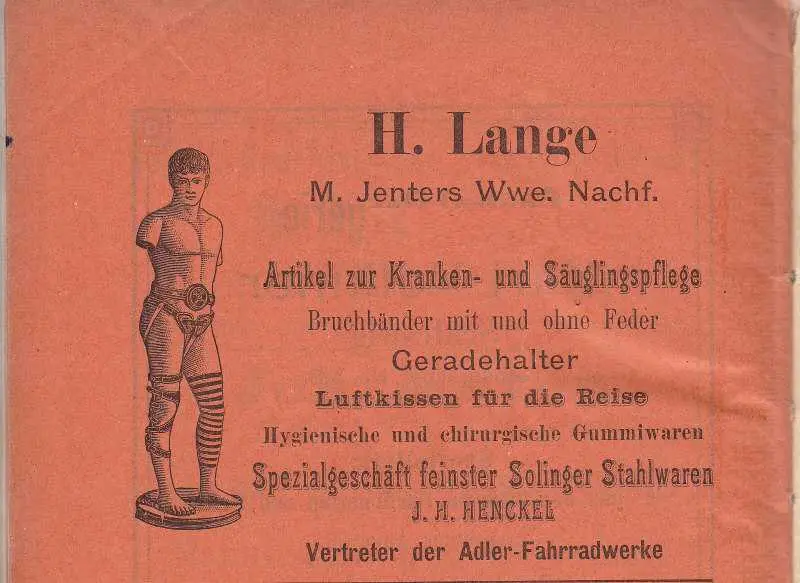 H. Lange
M. Jenters Wwe. Nachf.
Artikel zur Kranken- und Säuglingspflege
Bruchbänder mit und ohne Feder
Geradehalter
Luftkissen für die Reise
Hygienische und chirurgische Gummiwaren
Spezialgeschäft feinster Solinger Stahlwaren
J. H. HENCKEL
Vertreter der Adler-Fahrradwerke